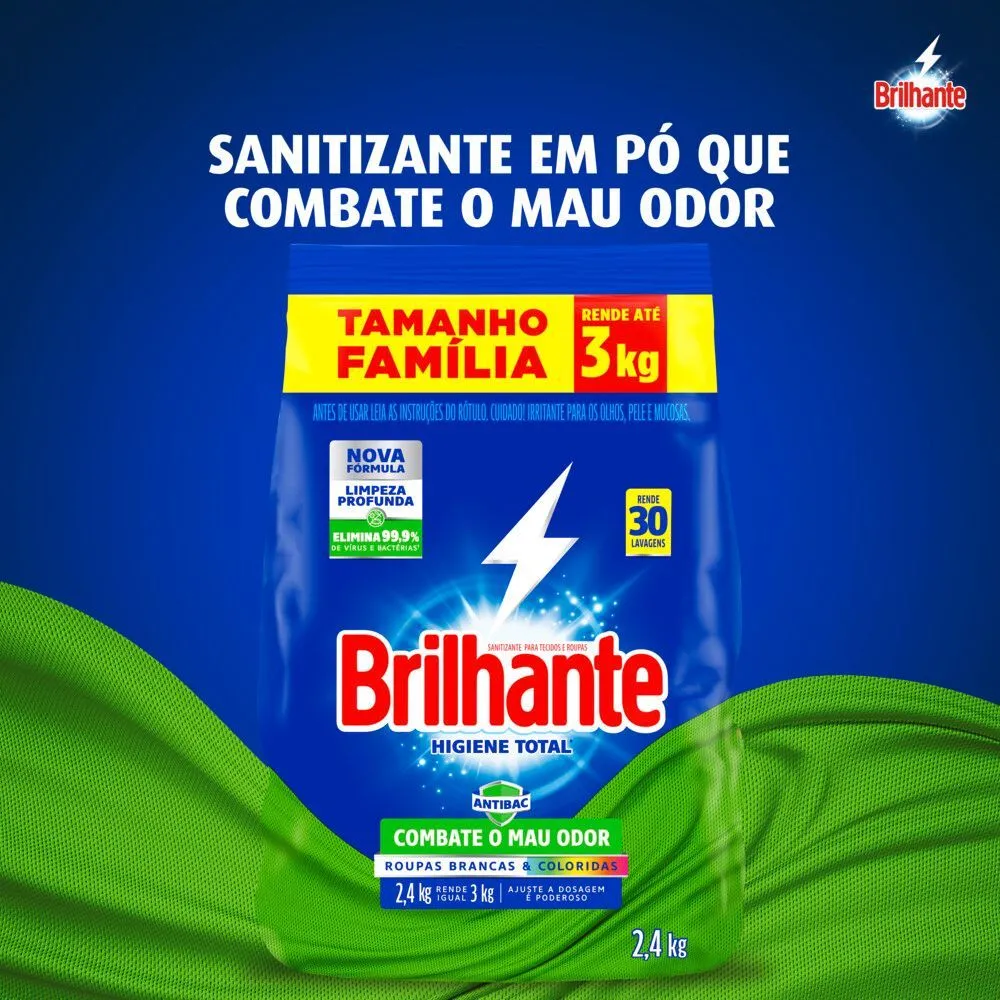 Brilhante
SANITIZANTE EM PÓ QUE
COMBATE O MAU ODOR
TAMANHO
FAMÍLIA
RENDE ATÉ
3kg
ANTES DE USAR LEIA AS INSTRUÇÕES DO RÓTULO. CUIDADO! IRRITANTE PARA OS OLHOS, PELE E MUCOSAS.
NOVA
FÓRMULA
LIMPEZA
PROFUNDA
ELIMINA 99,9%
DE VÍRUS E BACTÉRIAS¹
RENDE
30
LAVAGENS
SANITIZANTE PARA TECIDOS E ROUPAS
Brilhante
HIGIENE TOTAL
ANTIBAC
COMBATE O MAU ODOR
ROUPAS BRANCAS & COLORIDAS
2,4 kg RENDE IGUAL 3 kg
AJUSTE A DOSAGEM
É PODEROSO
2,4 kg